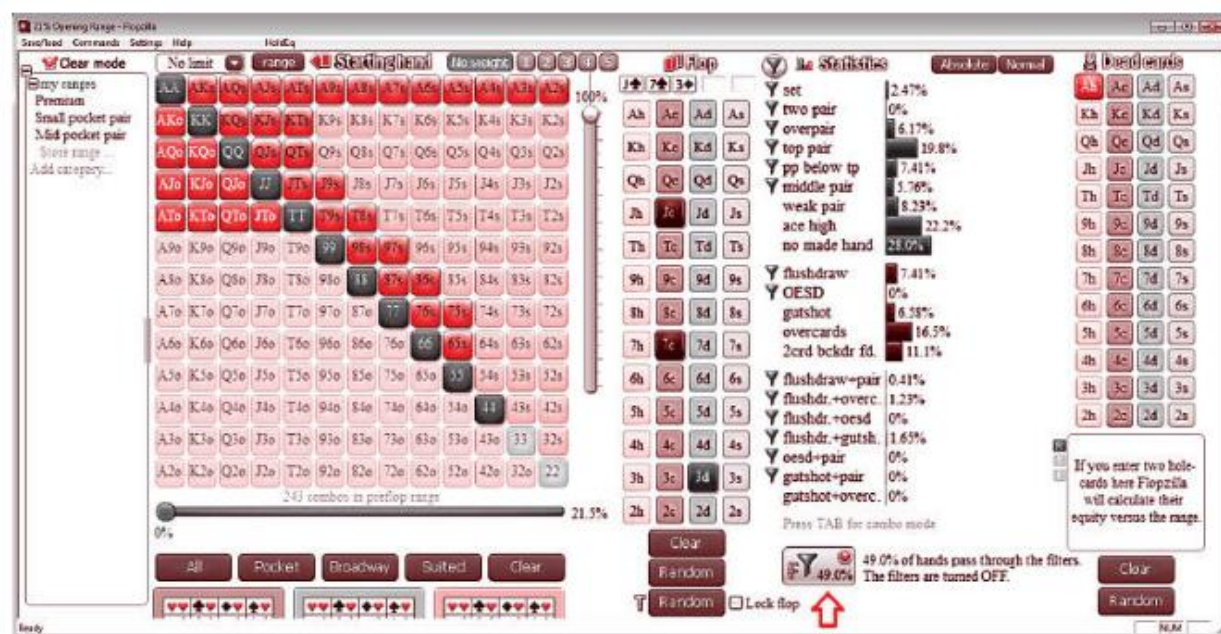 21% Opening Range - Flopzilla
Save/load Commands Settings Help HoldEq
Clear mode
my ranges
Premium
Small pocket pair
Mid pocket pair
Store range ...
Add category...
No limit range Starting hand No weight 1 2 3 4 5
AA AKs AQs AJs ATs A9s A8s A7s A6s A5s A4s A3s A2s
AKo KK KQs KJs KTs K9s K8s K7s K6s K5s K4s K3s K2s
AQo KQo QQ QJs QTs Q9s Q8s Q7s Q6s Q5s Q4s Q3s Q2s
AJo KJo QJo JJ JTs J9s J8s J7s J6s J5s J4s J3s J2s
ATo KTo QTo JTo TT T9s T8s T7s T6s T5s T4s T3s T2s
A9o K9o Q9o J9o T9o 99 98s 97s 96s 95s 94s 93s 92s
A8o K8o Q8o J8o T8o 98o 88 87s 86s 85s 84s 83s 82s
A7o K7o Q7o J7o T7o 97o 87o 77 76s 75s 74s 73s 72s
A6o K6o Q6o J6o T6o 96o 86o 76o 66 65s 64s 63s 62s
A5o K5o Q5o J5o T5o 95o 85o 75o 65o 55 54s 53s 52s
A4o K4o Q4o J4o T4o 94o 84o 74o 64o 54o 44 43s 42s
A3o K3o Q3o J3o T3o 93o 83o 73o 63o 53o 43o 33 32s
A2o K2o Q2o J2o T2o 92o 82o 72o 62o 52o 42o 32o 22
100%
243 combos in preflop range
21.5%
0%
All Pocket Broadway Suited Clear
Flop
J♣ 7♣ 3♦
Ah Ac Ad As
Kh Kc Kd Ks
Qh Qc Qd Qs
Jh Jc Jd Js
Th Tc Td Ts
9h 9c 9d 9s
8h 8c 8d 8s
7h 7c 7d 7s
6h 6c 6d 6s
5h 5c 5d 5s
4h 4c 4d 4s
3h 3c 3d 3s
2h 2c 2d 2s
Clear
Random
Random Lock flop
Statistics Absolute Normal
set 2.47%
two pair 0%
overpair 6.17%
top pair 19.8%
pp below tp 7.41%
middle pair 5.76%
weak pair 8.23%
ace high 22.2%
no made hand 28.0%
flushdraw 7.41%
OESD 0%
gutshot 6.58%
overcards 16.5%
2crd bckdr fd. 11.1%
flushdraw+pair 0.41%
flushdr.+overc. 1.23%
flushdr.+oesd 0%
flushdr.+gutsh. 1.65%
oesd+pair 0%
gutshot+pair 0%
gutshot+overc. 0%
Press TAB for combo mode
49.0%
49.0% of hands pass through the filters.
The filters are turned OFF.
Dead cards
Ah Ac Ad As
Kh Kc Kd Ks
Qh Qc Qd Qs
Jh Jc Jd Js
Th Tc Td Ts
9h 9c 9d 9s
8h 8c 8d 8s
7h 7c 7d 7s
6h 6c 6d 6s
5h 5c 5d 5s
4h 4c 4d 4s
3h 3c 3d 3s
2h 2c 2d 2s
If you enter two hole-
cards here Flopzilla
will calculate their
equity versus the range.
Clear
Random
Ready
NUM